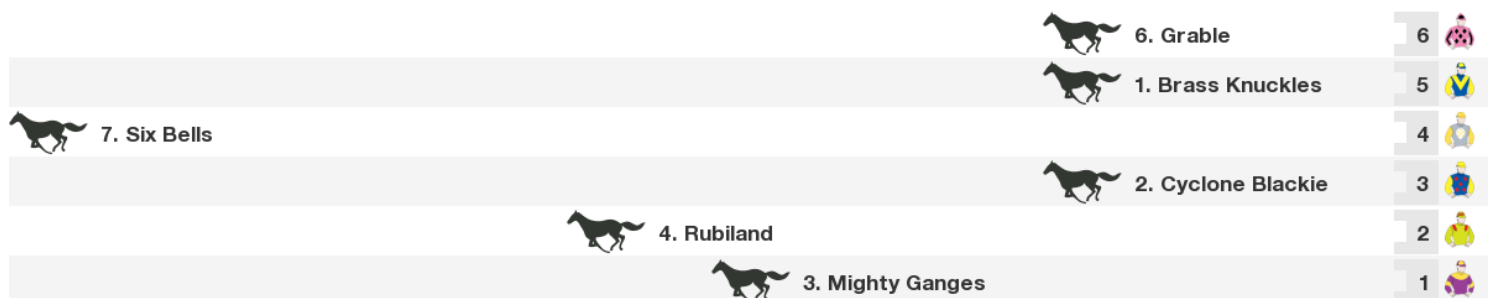 6. Grable 6
1. Brass Knuckles 5
7. Six Bells 4
2. Cyclone Blackie 3
4. Rubiland 2
3. Mighty Ganges 1